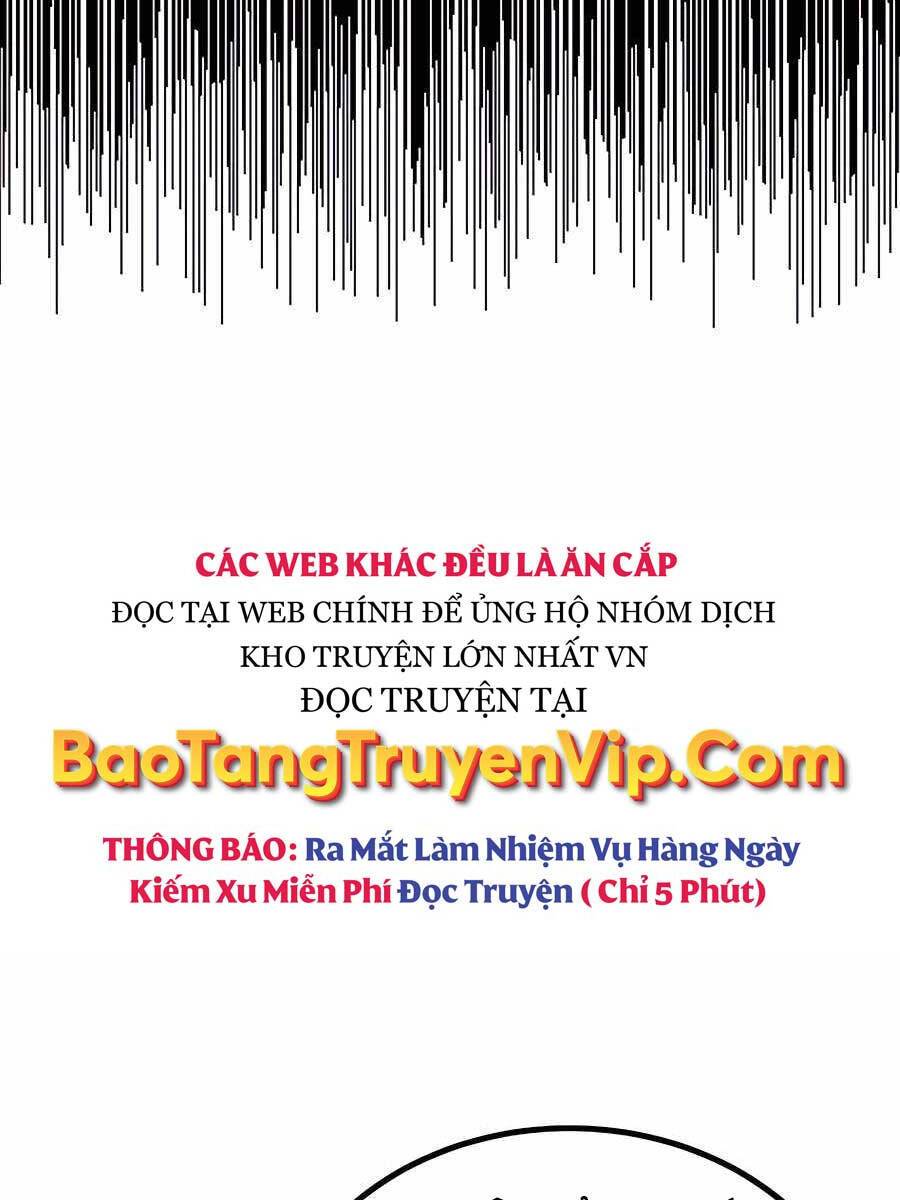 CÁC WEB KHÁC ĐỀU LÀ ĂN CẮP
ĐỌC TẠI WEB CHÍNH ĐỂ ỦNG HỘ NHÓM DỊCH
KHO TRUYỆN LỚN NHẤT VN
ĐỌC TRUYỆN TẠI
BaoTangTruyenVip.Com
THÔNG BÁO: Ra Mắt Làm Nhiệm Vụ Hàng Ngày
Kiếm Xu Miễn Phí Đọc Truyện ( Chỉ 5 Phút)